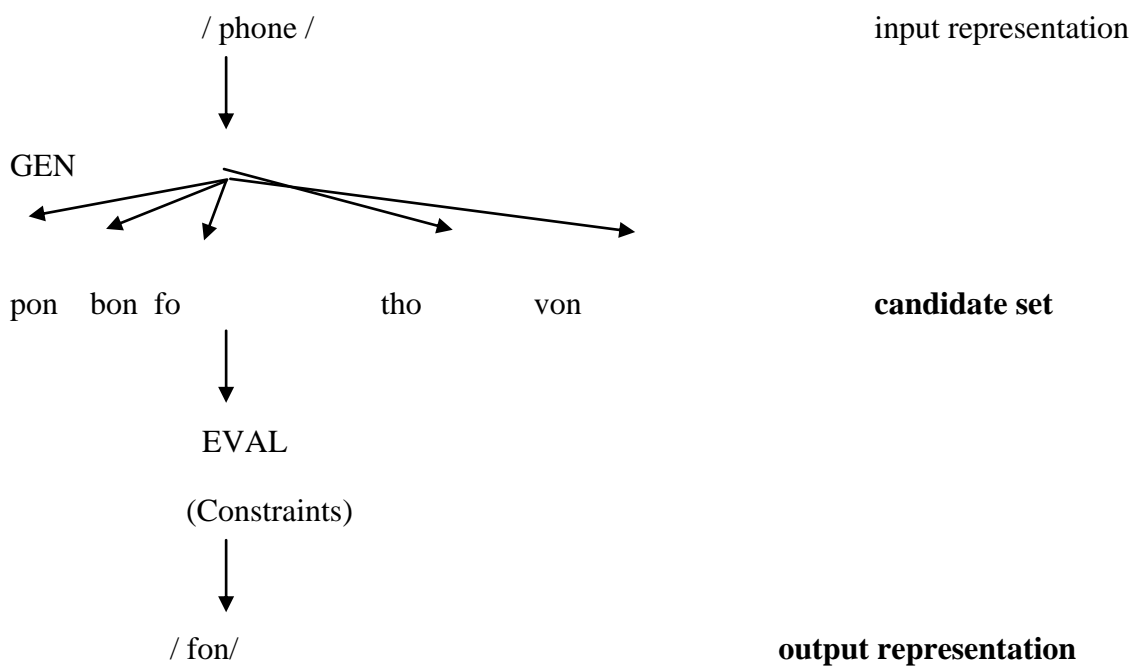 / phone / input representation
GEN
pon bon fo tho von candidate set
EVAL
(Constraints)
/ fon/ output representation